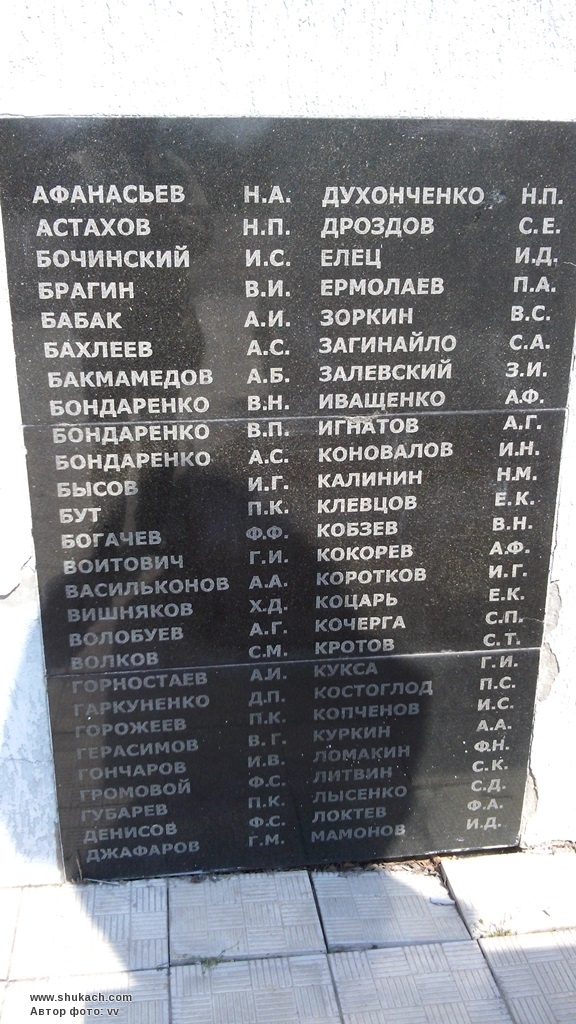 АФАНАСЬЕВ Н.А.
АСТАХОВ Н.П.
БОЧИНСКИЙ И.С.
БРАГИН В.И.
БАБАК А.И.
БАХЛЕЕВ А.С.
БАКМАМЕДОВ А.Б.
БОНДАРЕНКО В.Н.
БОНДАРЕНКО В.П.
БОНДАРЕНКО А.С.
БЫСОВ И.Г.
БУТ П.К.
БОГАЧЕВ Ф.Ф.
ВОИТОВИЧ Г.И.
ВАСИЛЬКОНОВ А.А.
ВИШНЯКОВ Х.Д.
ВОЛОБУЕВ А.Г.
ВОЛКОВ С.М.
ГОРНОСТАЕВ А.И.
ГАРКУНЕНКО Д.П.
ГОРОЖЕЕВ П.К.
ГЕРАСИМОВ В.Г.
ГОНЧАРОВ И.В.
ГРОМОВОЙ Ф.С.
ГУБАРЕВ П.К.
ДЕНИСОВ Ф.С.
ДЖАФАРОВ Г.М.
ДУХОНЧЕНКО Н.П.
ДРОЗДОВ С.Е.
ЕЛЕЦ И.Д.
ЕРМОЛАЕВ П.А.
ЗОРКИН В.С.
ЗАГИНАЙЛО С.А.
ЗАЛЕВСКИЙ З.И.
ИВАЩЕНКО А.Ф.
ИГНАТОВ А.Г.
КОНОВАЛОВ И.Н.
КАЛИНИН Н.М.
КЛЕВЦОВ Е.К.
КОБЗЕВ В.Н.
КОКОРЕВ А.Ф.
КОРОТКОВ И.Г.
КОЦАРЬ Е.К.
КОЧЕРГА С.П.
КРОТОВ С.Т.
КУКСА Г.И.
КОСТОГЛОД П.С.
КОПЧЕНОВ И.С.
КУРКИН А.А.
ЛОМАКИН Ф.Н.
ЛИТВИН С.К.
ЛЫСЕНКО С.Д.
ЛОКТЕВ Ф.А.
МАМОНОВ И.Д.
www.shukach.com
Автор фото: vv